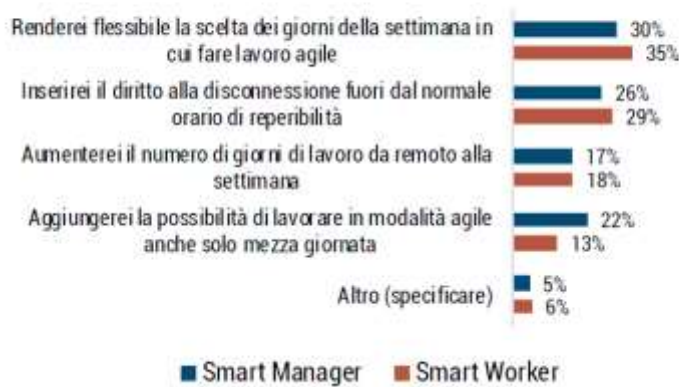 Renderei flessibile la scelta dei giorni della settimana in
cui fare lavoro agile
30%
35%
Inserirei il diritto alla disconnessione fuori dal normale
orario di reperibilità
26%
29%
Aumenterei il numero di giorni di lavoro da remoto alla
settimana
17%
18%
Aggiungerei la possibilità di lavorare in modalità agile
anche solo mezza giornata
22%
13%
Altro (specificare)
5%
6%
Smart Manager
Smart Worker